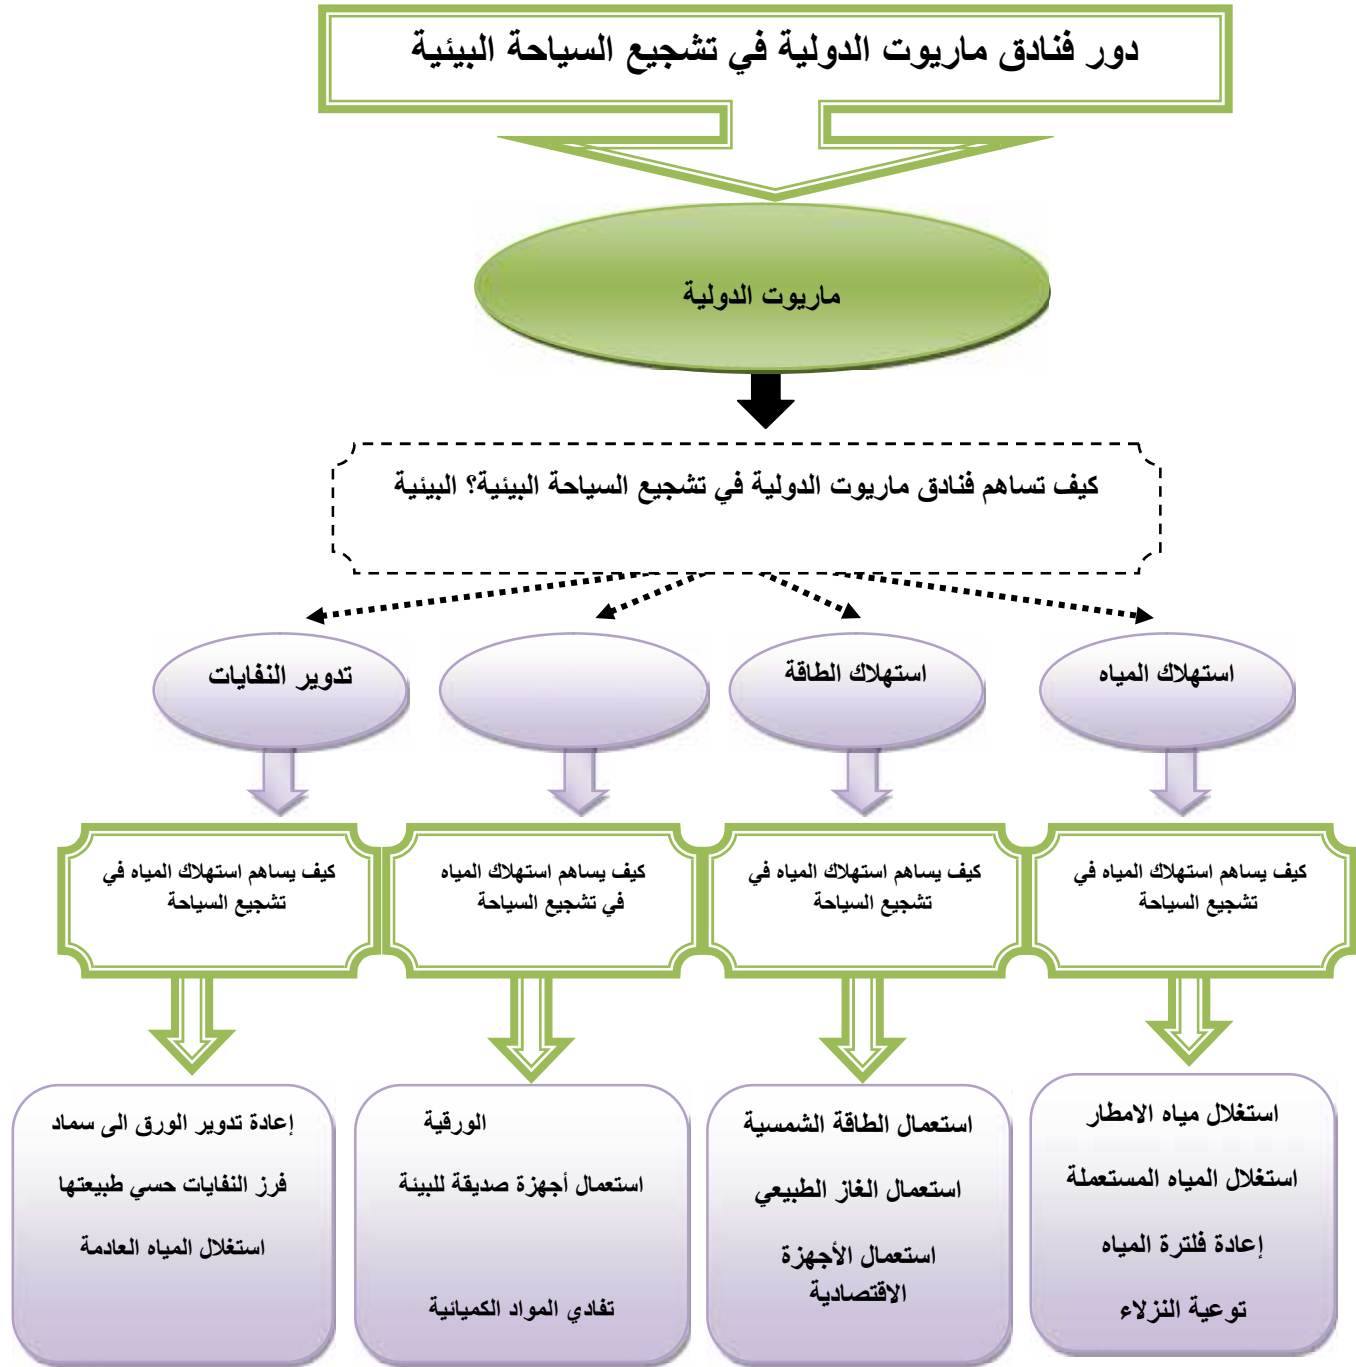 دور فنادق ماريوت الدولية في تشجيع السياحة البيئية
ماريوت الدولية
كيف تساهم فنادق ماريوت الدولية في تشجيع السياحة البيئية؟ البيئية
استهلاك المياه
استهلاك الطاقة
تدوير النفايات
كيف يساهم استهلاك المياه في
تشجيع السياحة
كيف يساهم استهلاك المياه في
تشجيع السياحة
كيف يساهم استهلاك المياه
في تشجيع السياحة
كيف يساهم استهلاك المياه في
تشجيع السياحة
استغلال مياه الامطار
استغلال المياه المستعملة
إعادة فلترة المياه
توعية النزلاء
استعمال الطاقة الشمسية
استعمال الغاز الطبيعي
استعمال الأجهزة
الاقتصادية
الورقية
استعمال أجهزة صديقة للبيئة
تفادي المواد الكميائية
إعادة تدوير الورق الى سماد
فرز النفايات حسي طبيعتها
استغلال المياه العادمة